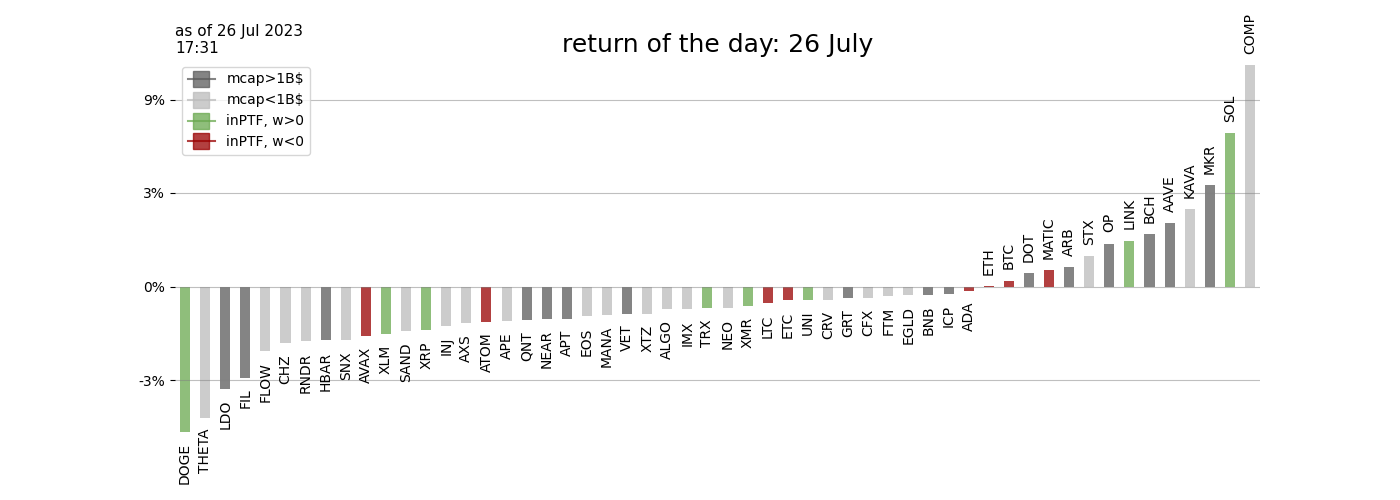 as of 26 Jul 2023
17:31
return of the day: 26 July
mcap>1B$
mcap<1B$
inPTF, w>0
inPTF, w<0
9%
3%
0%
-3%
DOGE
THETA
LDO
FIL
FLOW
CHZ
RNDR
HBAR
SNX
AVAX
XLM
SAND
XRP
INJ
AXS
ATOM
APE
QNT
NEAR
APT
EOS
MANA
VET
XTZ
ALGO
IMX
TRX
NEO
XMR
LTC
ETC
UNI
CRV
GRT
CFX
FTM
EGLD
BNB
ICP
ADA
ETH
BTC
DOT
MATIC
ARB
STX
OP
LINK
BCH
AAVE
KAVA
MKR
SOL
COMP